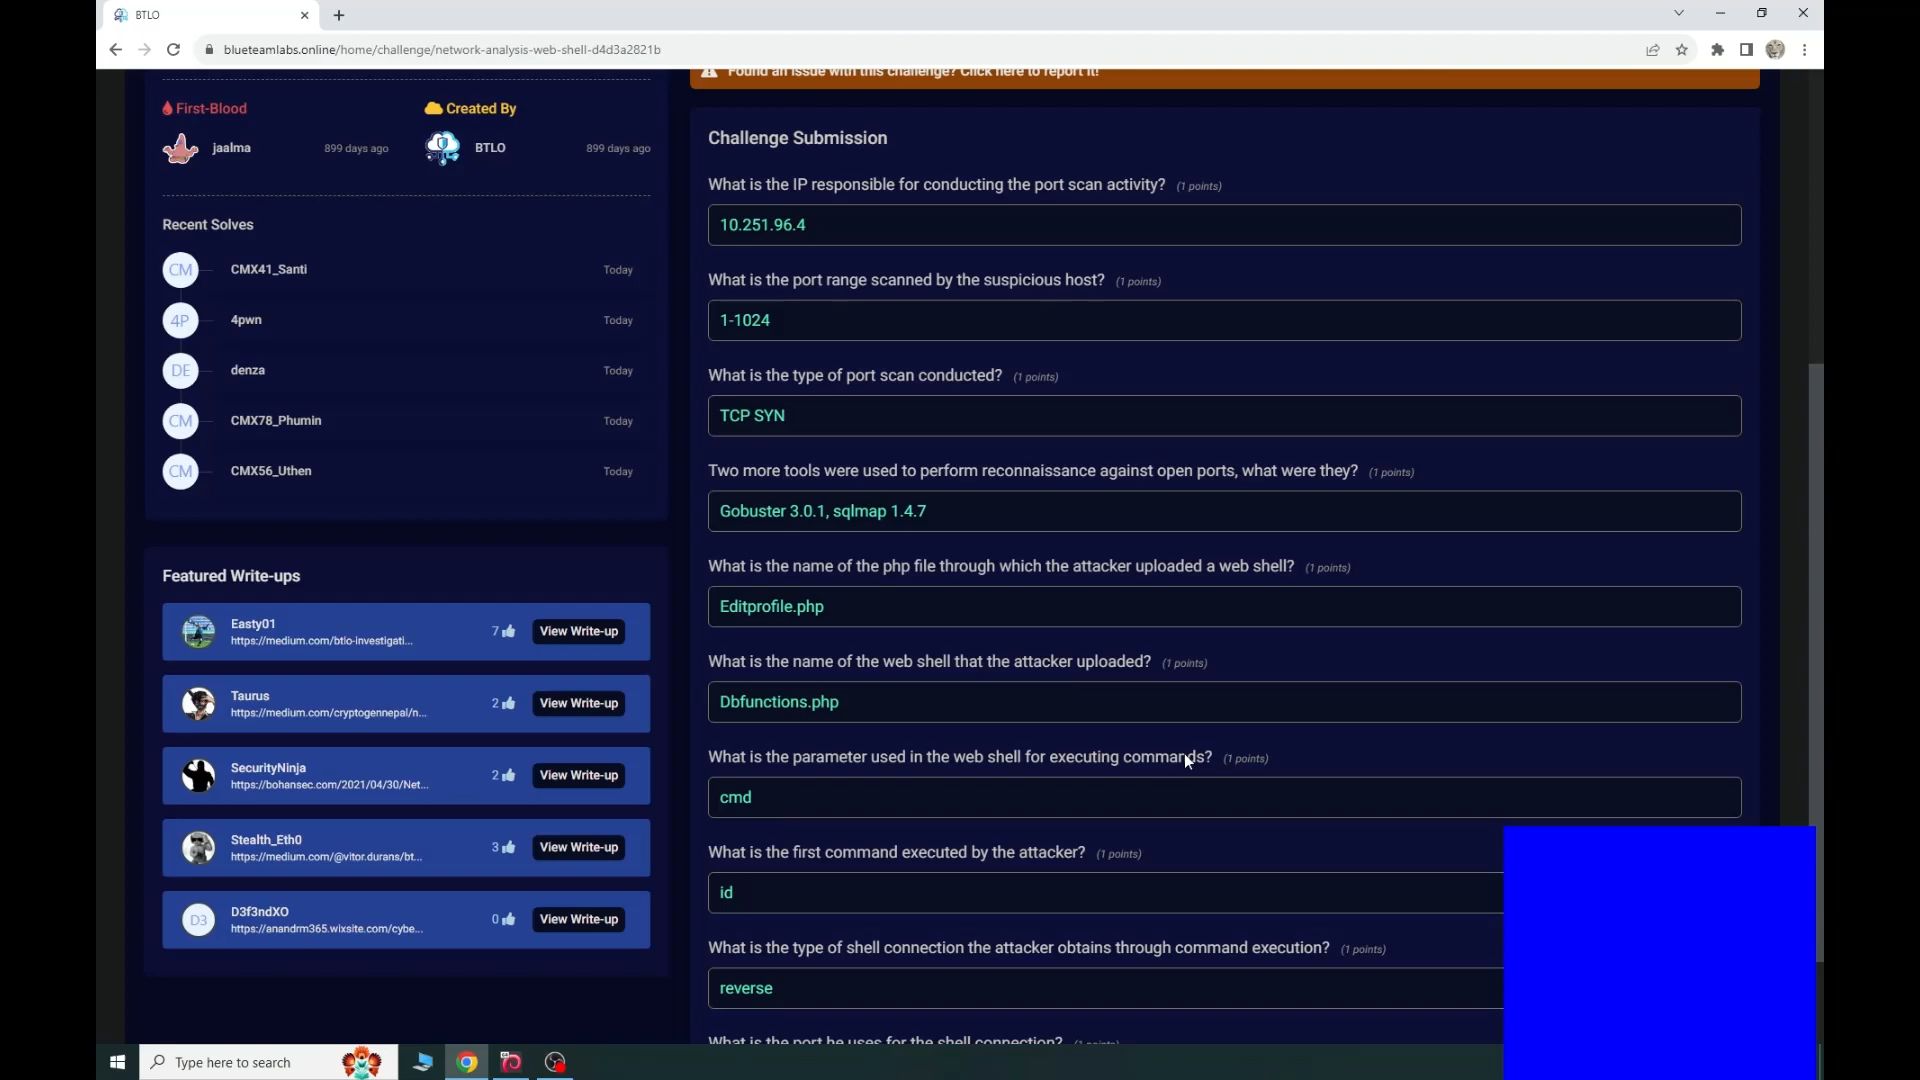 BTLO
blueteamlabs.online/home/challenge/network-analysis-web-shell-d4d3a2821b
Found an issue with this challenge? Click here to report it!
First-Blood
Created By
jaalma
899 days ago
BTLO
899 days ago
Recent Solves
CM
CMX41_Santi
Today
4P
4pwn
Today
DE
denza
Today
CM
CMX78_Phumin
Today
CM
CMX56_Uthen
Today
Featured Write-ups
Easty01
https://medium.com/btlo-investigati...
7
View Write-up
Taurus
https://medium.com/cryptogennepal/n...
2
View Write-up
SecurityNinja
https://bohansec.com/2021/04/30/Net...
2
View Write-up
Stealth_Eth0
https://medium.com/@vitor.durans/bt...
3
View Write-up
D3
D3f3ndXO
https://anandrm365.wixsite.com/cybe...
0
View Write-up
Challenge Submission
What is the IP responsible for conducting the port scan activity? (1 points)
10.251.96.4
What is the port range scanned by the suspicious host? (1 points)
1-1024
What is the type of port scan conducted? (1 points)
TCP SYN
Two more tools were used to perform reconnaissance against open ports, what were they? (1 points)
Gobuster 3.0.1, sqlmap 1.4.7
What is the name of the php file through which the attacker uploaded a web shell? (1 points)
Editprofile.php
What is the name of the web shell that the attacker uploaded? (1 points)
Dbfunctions.php
What is the parameter used in the web shell for executing commands? (1 points)
cmd
What is the first command executed by the attacker? (1 points)
id
What is the type of shell connection the attacker obtains through command execution? (1 points)
reverse
What is the port he uses for the shell connection? (1 points)
Type here to search